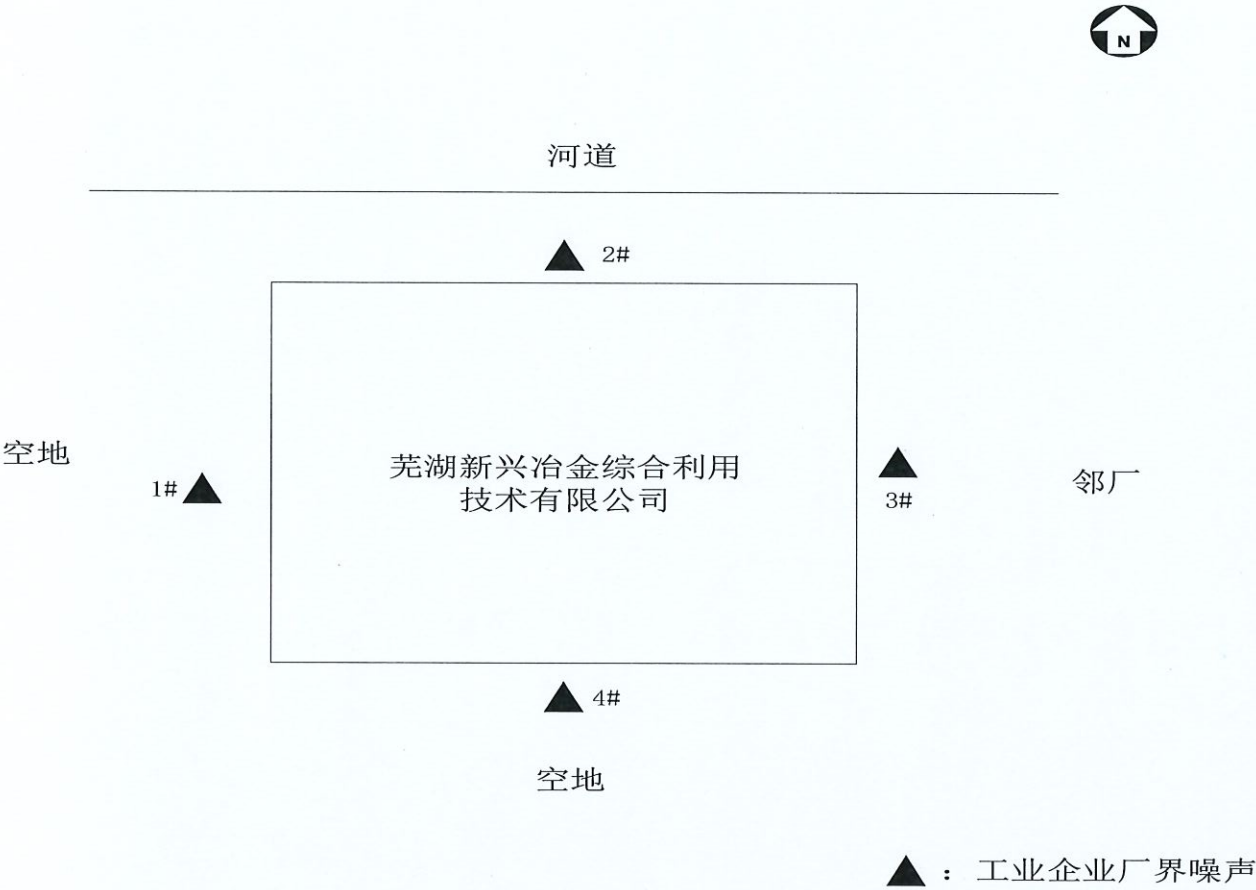 N
河道
2#
空地
1#
芜湖新兴冶金综合利用
技术有限公司
3#
邻厂
4#
空地
▲ ：工业企业厂界噪声